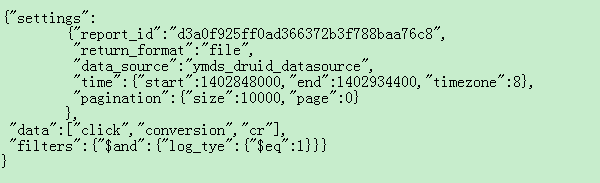 {"settings":
{"report_id":"d3a0f925ff0ad366372b3f788baa76c8",
"return_format":"file",
"data_source":"ymds_druid_datasource",
"time":{"start":1402848000,"end":1402934400,"timezone":8},
"pagination":{"size":10000,"page":0}
},
"data":["click","conversion","cr"],
"filters":{"$and":{"log_tye":{"$eq":1}}}
}